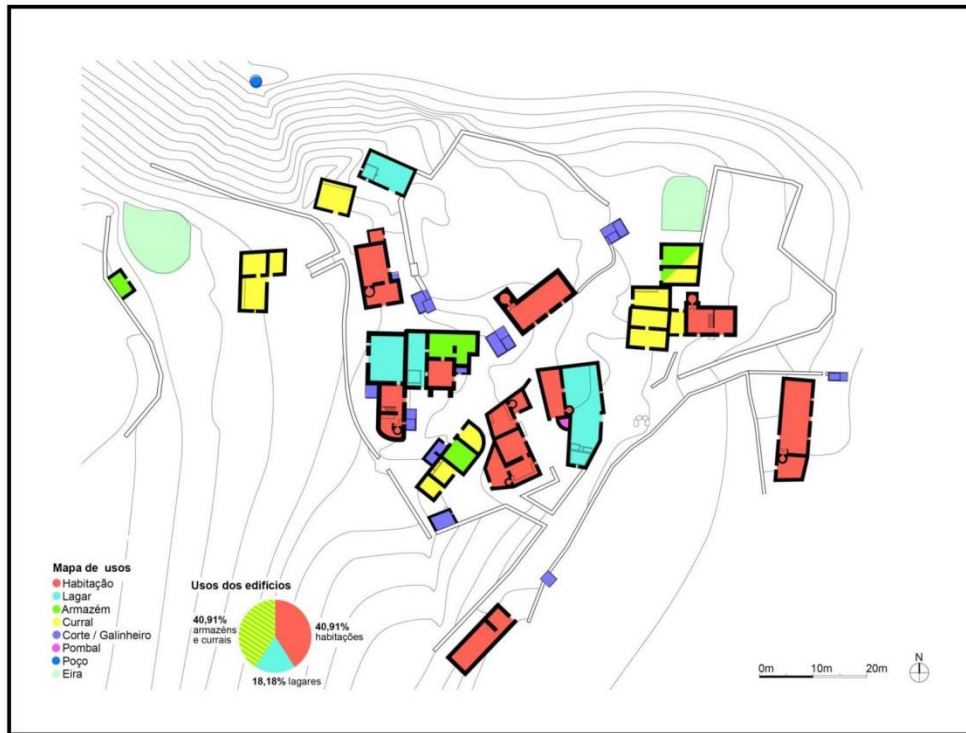 Mapa de usos
Habitação
Lagar
Armazém
Curral
Corte / Galinheiro
Pombal
Poço
Eira
Usos dos edifícios
40,91%
armazéns
e currais
40,91%
habitações
18,18% lagares
0m 10m 20m
N